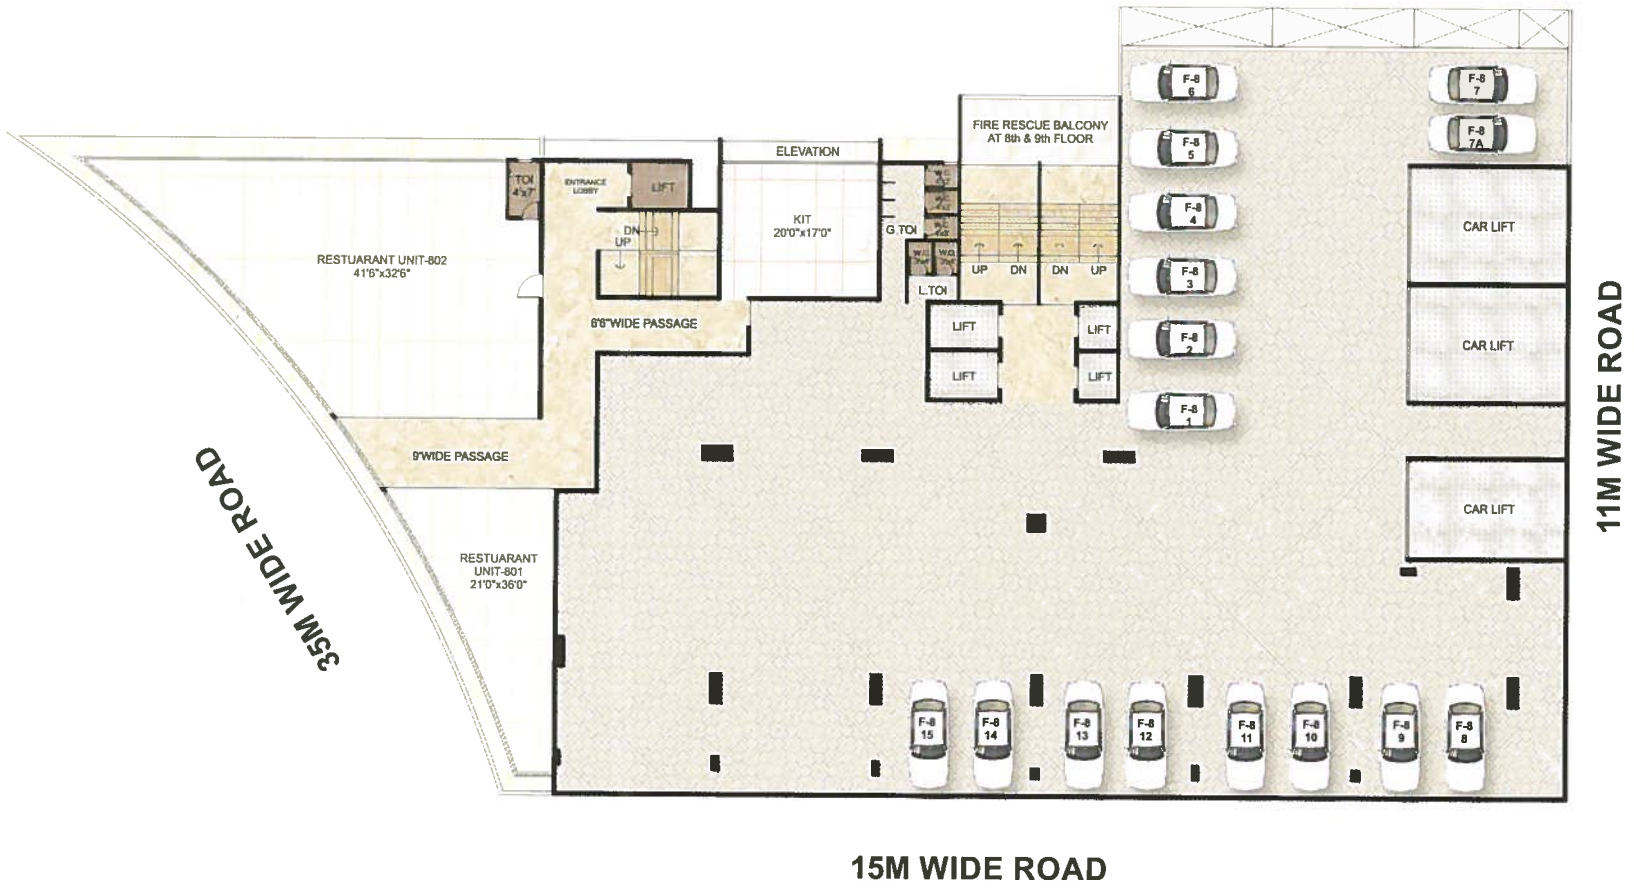 F-8
6
F-8
7
F-8
7A
FIRE RESCUE BALCONY
AT 8th & 9th FLOOR
F-8
5
ELEVATION
TOI
4'x7'
ENTRANCE
LOBBY
LIFT
W.C
F-8
4
KIT
20'0"x17'0"
G.TOI
W.C
CAR LIFT
DN
UP
RESTUARANT UNIT-802
41'6"x32'6"
W.C
W.C
UP
DN
DN
UP
F-8
3
L.TOI
6'6"WIDE PASSAGE
LIFT
LIFT
F-8
2
CAR LIFT
LIFT
LIFT
F-8
1
11M WIDE ROAD
9'WIDE PASSAGE
CAR LIFT
35M WIDE ROAD
RESTUARANT
UNIT-801
21'0"x36'0"
F-8
15
F-8
14
F-8
13
F-8
12
F-8
11
F-8
10
F-8
9
F-8
8
15M WIDE ROAD